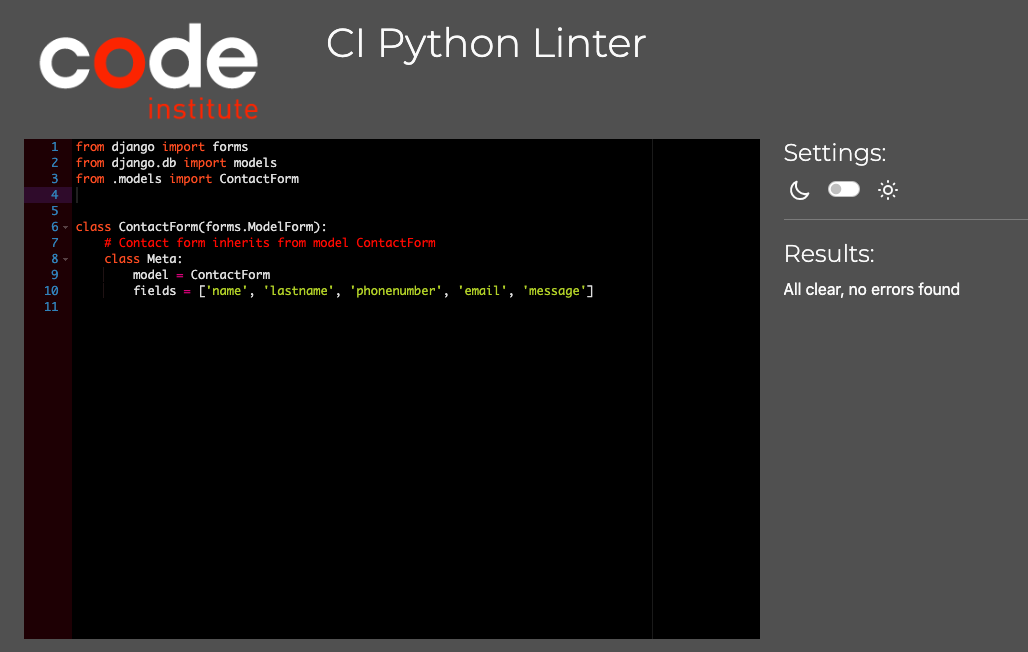 code
institute
CI Python Linter
1 from django import forms
2 from django.db import models
3 from .models import ContactForm
4
5
6 class ContactForm(forms.ModelForm):
7     # Contact form inherits from model ContactForm
8     class Meta:
9         model = ContactForm
10         fields = ['name', 'lastname', 'phonenumber', 'email', 'message']
11
Settings:
Results:
All clear, no errors found